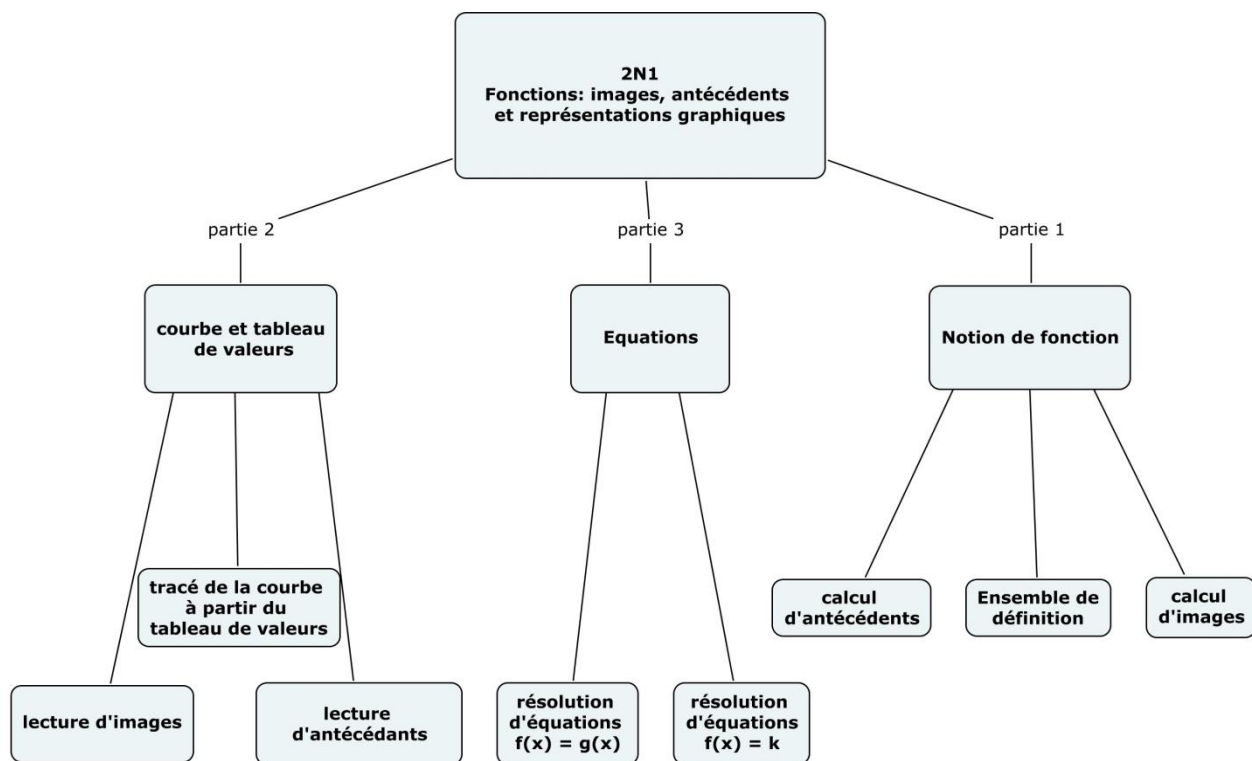 2N1
Fonctions: images, antécédents
et représentations graphiques
partie 2
partie 3
partie 1
courbe et tableau
de valeurs
Equations
Notion de fonction
tracé de la courbe
à partir du
tableau de valeurs
calcul
d'antécédents
Ensemble de
définition
calcul
d'images
lecture d'images
lecture
d'antécédants
résolution
d'équations
f(x) = g(x)
résolution
d'équations
f(x) = k